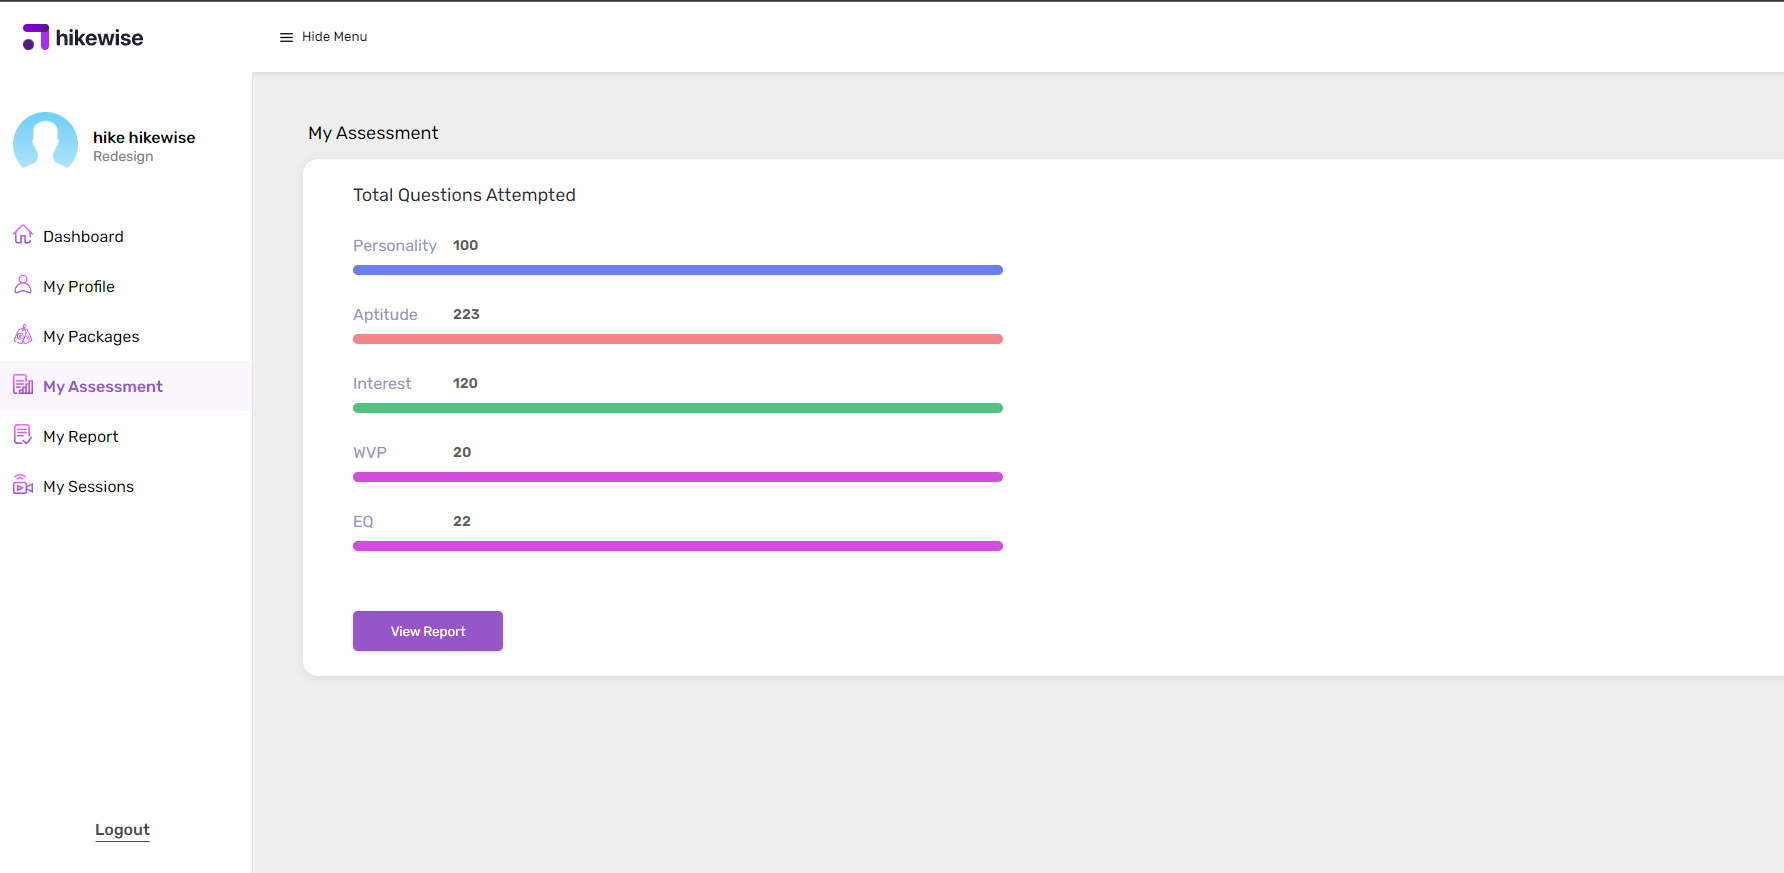 hikewise
Hide Menu
hike hikewise
Redesign
Dashboard
My Profile
My Packages
My Assessment
My Report
My Sessions
Logout
My Assessment
Total Questions Attempted
Personality 100
Aptitude 223
Interest 120
WVP 20
EQ 22
View Report